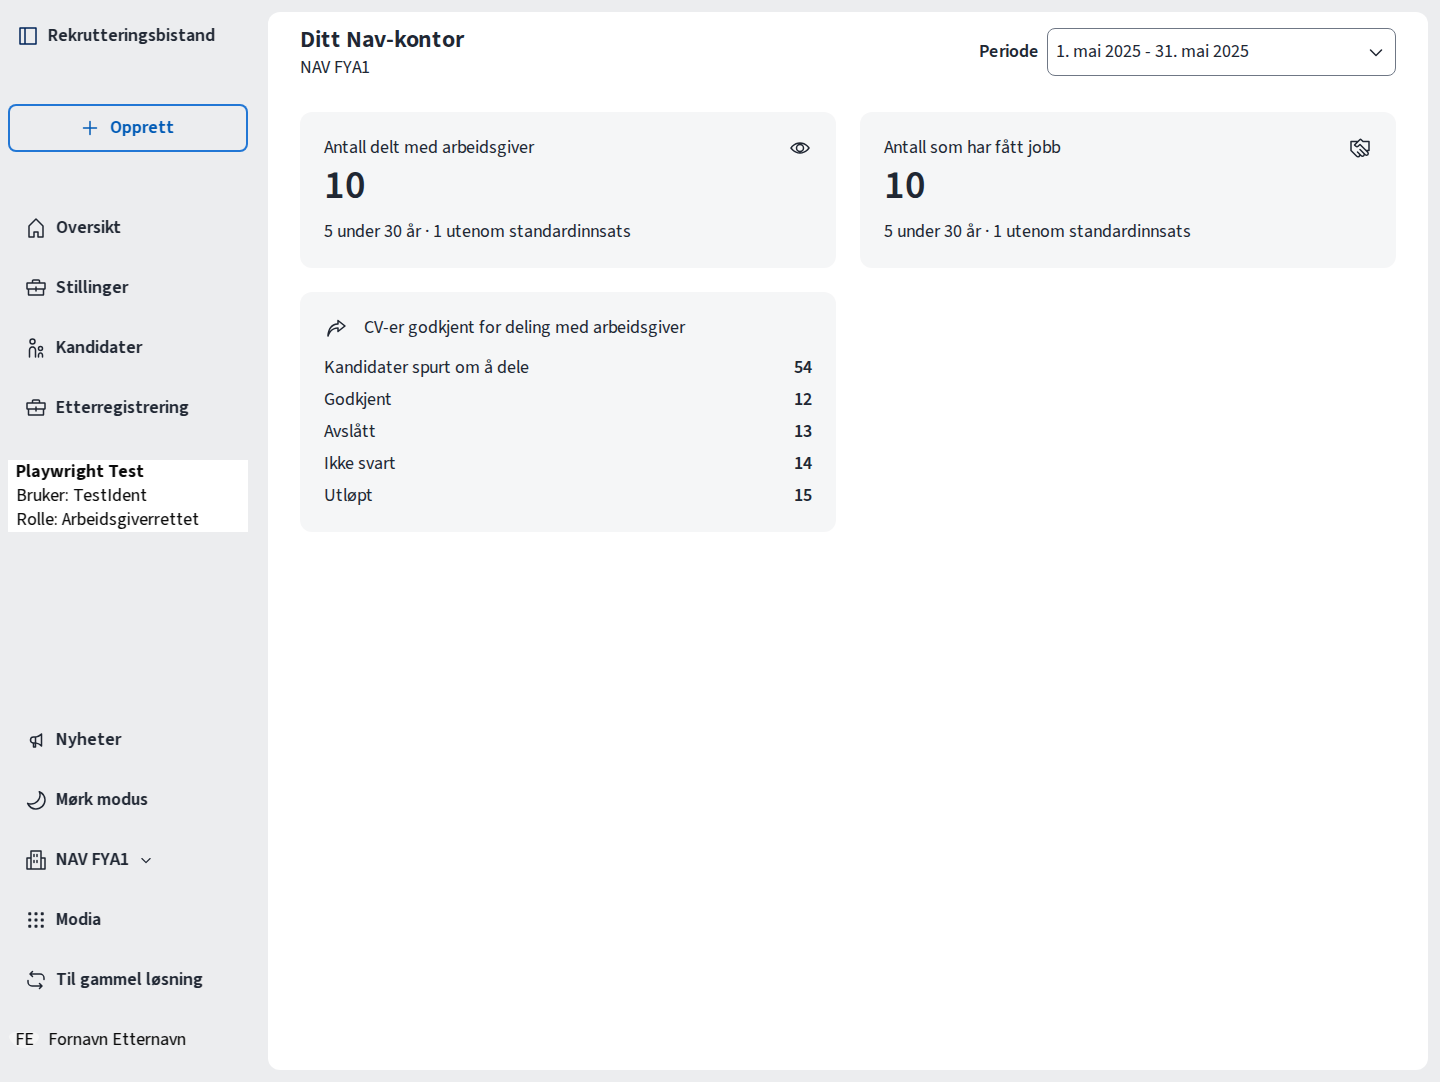 Rekrutteringsbistand
Opprett
Oversikt
Stillinger
Kandidater
Etterregistrering
Playwright Test
Bruker: TestIdent
Rolle: Arbeidsgiverrettet
Nyheter
Mørk modus
NAV FYA1
Modia
Til gammel løsning
FE Fornavn Etternavn
Ditt Nav-kontor
NAV FYA1
Periode 1. mai 2025 - 31. mai 2025
Antall delt med arbeidsgiver
10
5 under 30 år · 1 utenom standardinnsats
Antall som har fått jobb
10
5 under 30 år · 1 utenom standardinnsats
CV-er godkjent for deling med arbeidsgiver
Kandidater spurt om å dele 54
Godkjent 12
Avslått 13
Ikke svart 14
Utløpt 15